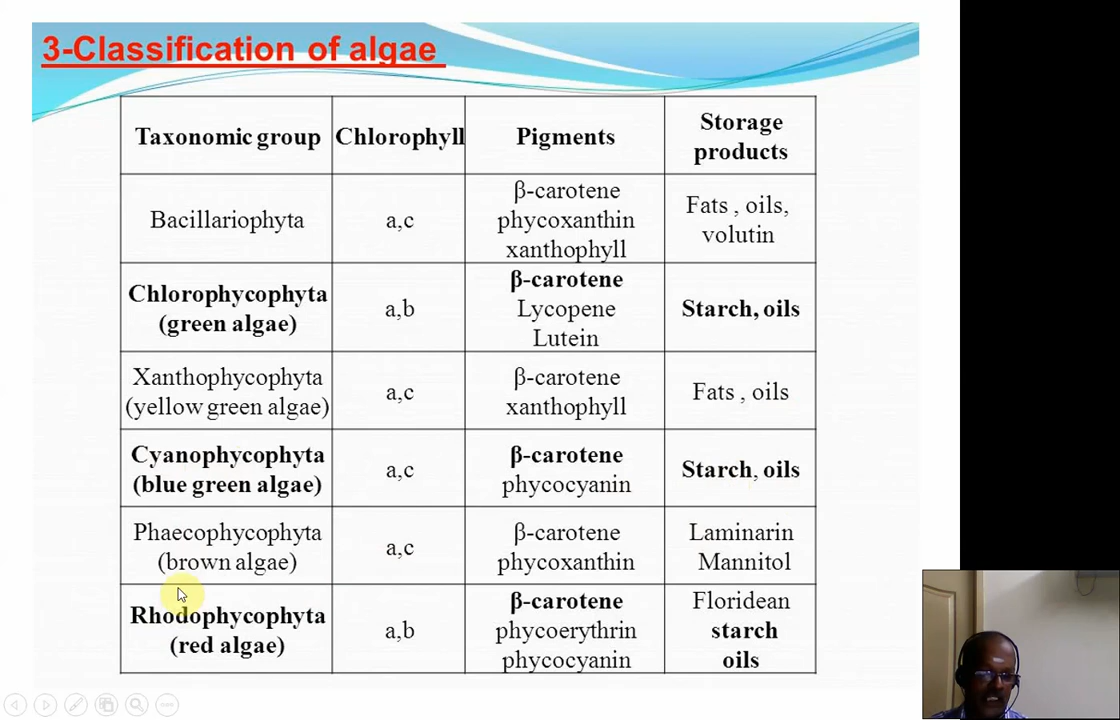 3-Classification of algae
Taxonomic group
Chlorophyll
Pigments
Storage
products
Bacillariophyta
a,c
β-carotene
phycoxanthin
xanthophyll
Fats , oils,
volutin
Chlorophycophyta
(green algae)
a,b
β-carotene
Lycopene
Lutein
Starch, oils
Xanthophycophyta
(yellow green algae)
a,c
β-carotene
xanthophyll
Fats , oils
Cyanophycophyta
(blue green algae)
a,c
β-carotene
phycocyanin
Starch, oils
Phaecophycophyta
(brown algae)
a,c
β-carotene
phycoxanthin
Laminarin
Mannitol
Rhodophycophyta
(red algae)
a,b
β-carotene
phycoerythrin
phycocyanin
Floridean
starch
oils